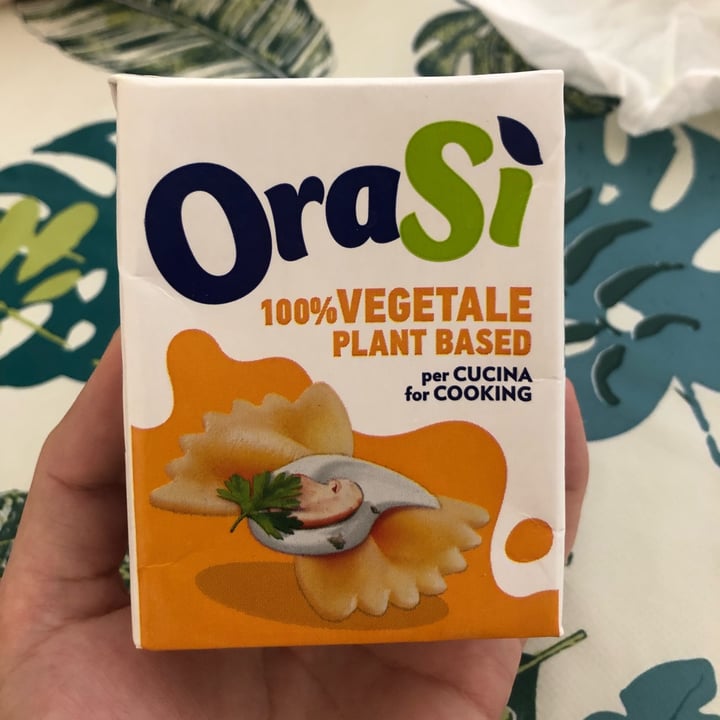 OraSì
100% VEGETALE
PLANT BASED
per CUCINA
for COOKING